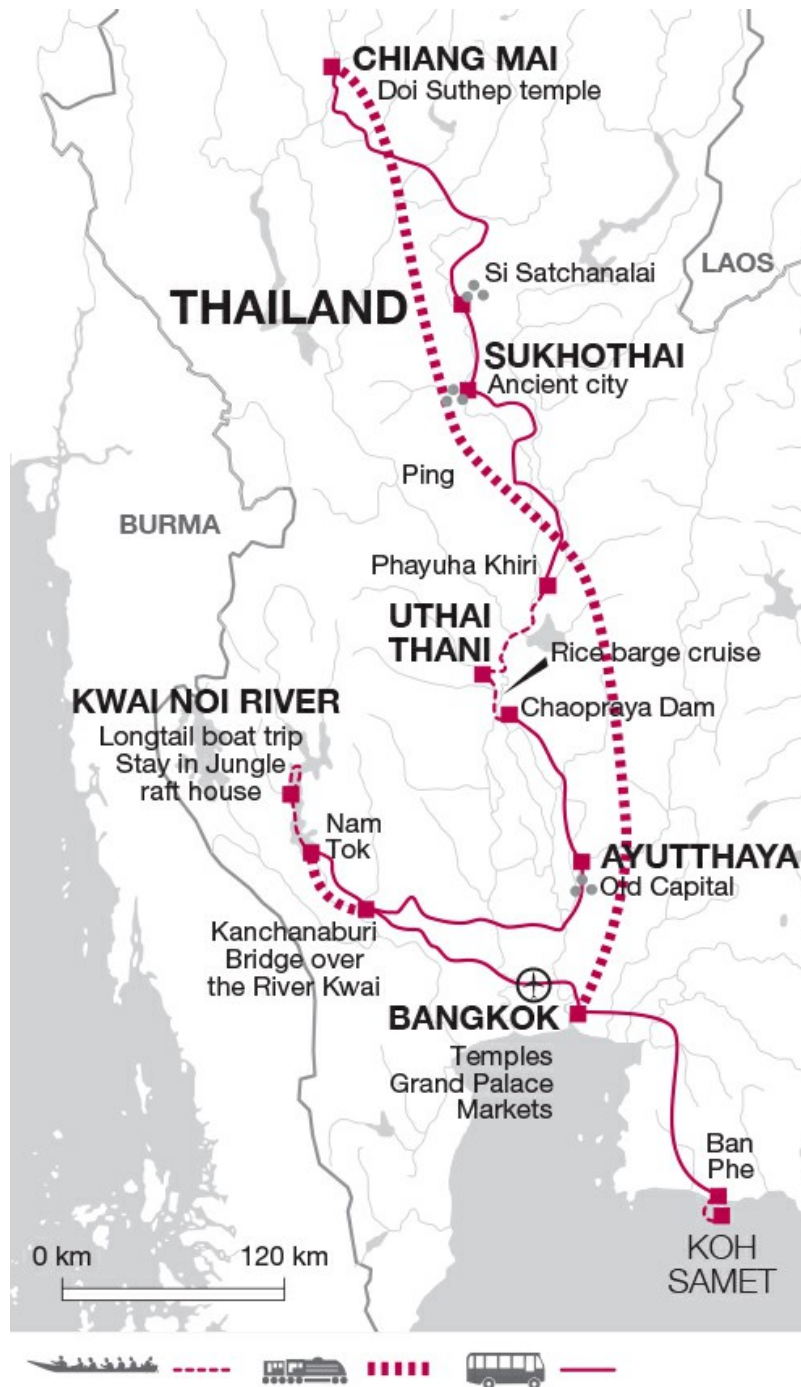 CHIANG MAI
Doi Suthep temple
LAOS
Si Satchanalai
THAILAND
SUKHOTHAI
Ancient city
Ping
BURMA
Phayuha Khiri
UTHAI
THANI
Rice barge cruise
KWAI NOI RIVER
Longtail boat trip
Stay in Jungle
raft house
Chaopraya Dam
Nam
Tok
AYUTTHAYA
Old Capital
Kanchanaburi
Bridge over
the River Kwai
BANGKOK
Temples
Grand Palace
Markets
Ban
Phe
KOH
SAMET
0 km 120 km